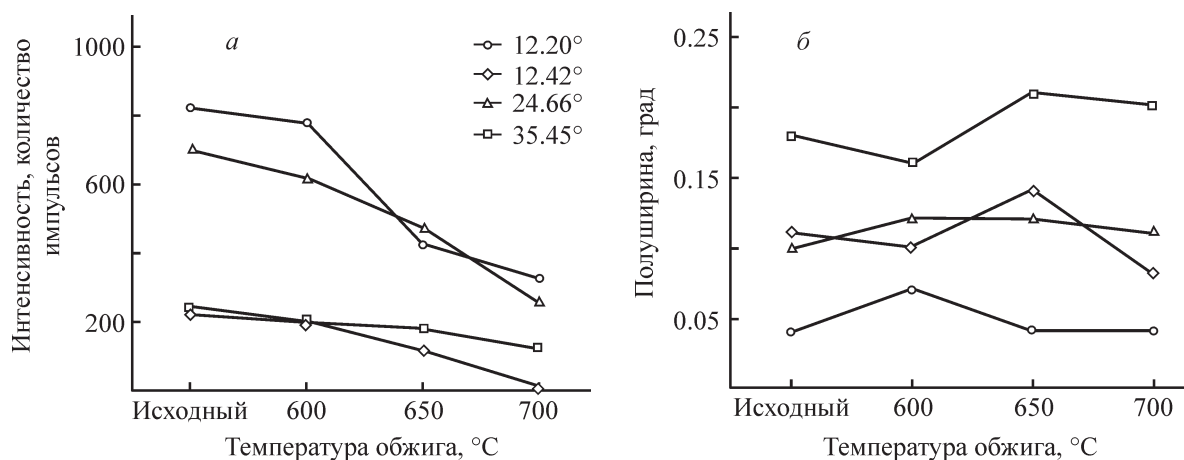 а
1000
600
200
Интенсивность, количество
импульсов
12.20°
12.42°
24.66°
35.45°
Исходный 600 650 700
Температура обжига, °C
б
0.25
0.15
0.05
Полуширина, град
Исходный 600 650 700
Температура обжига, °C